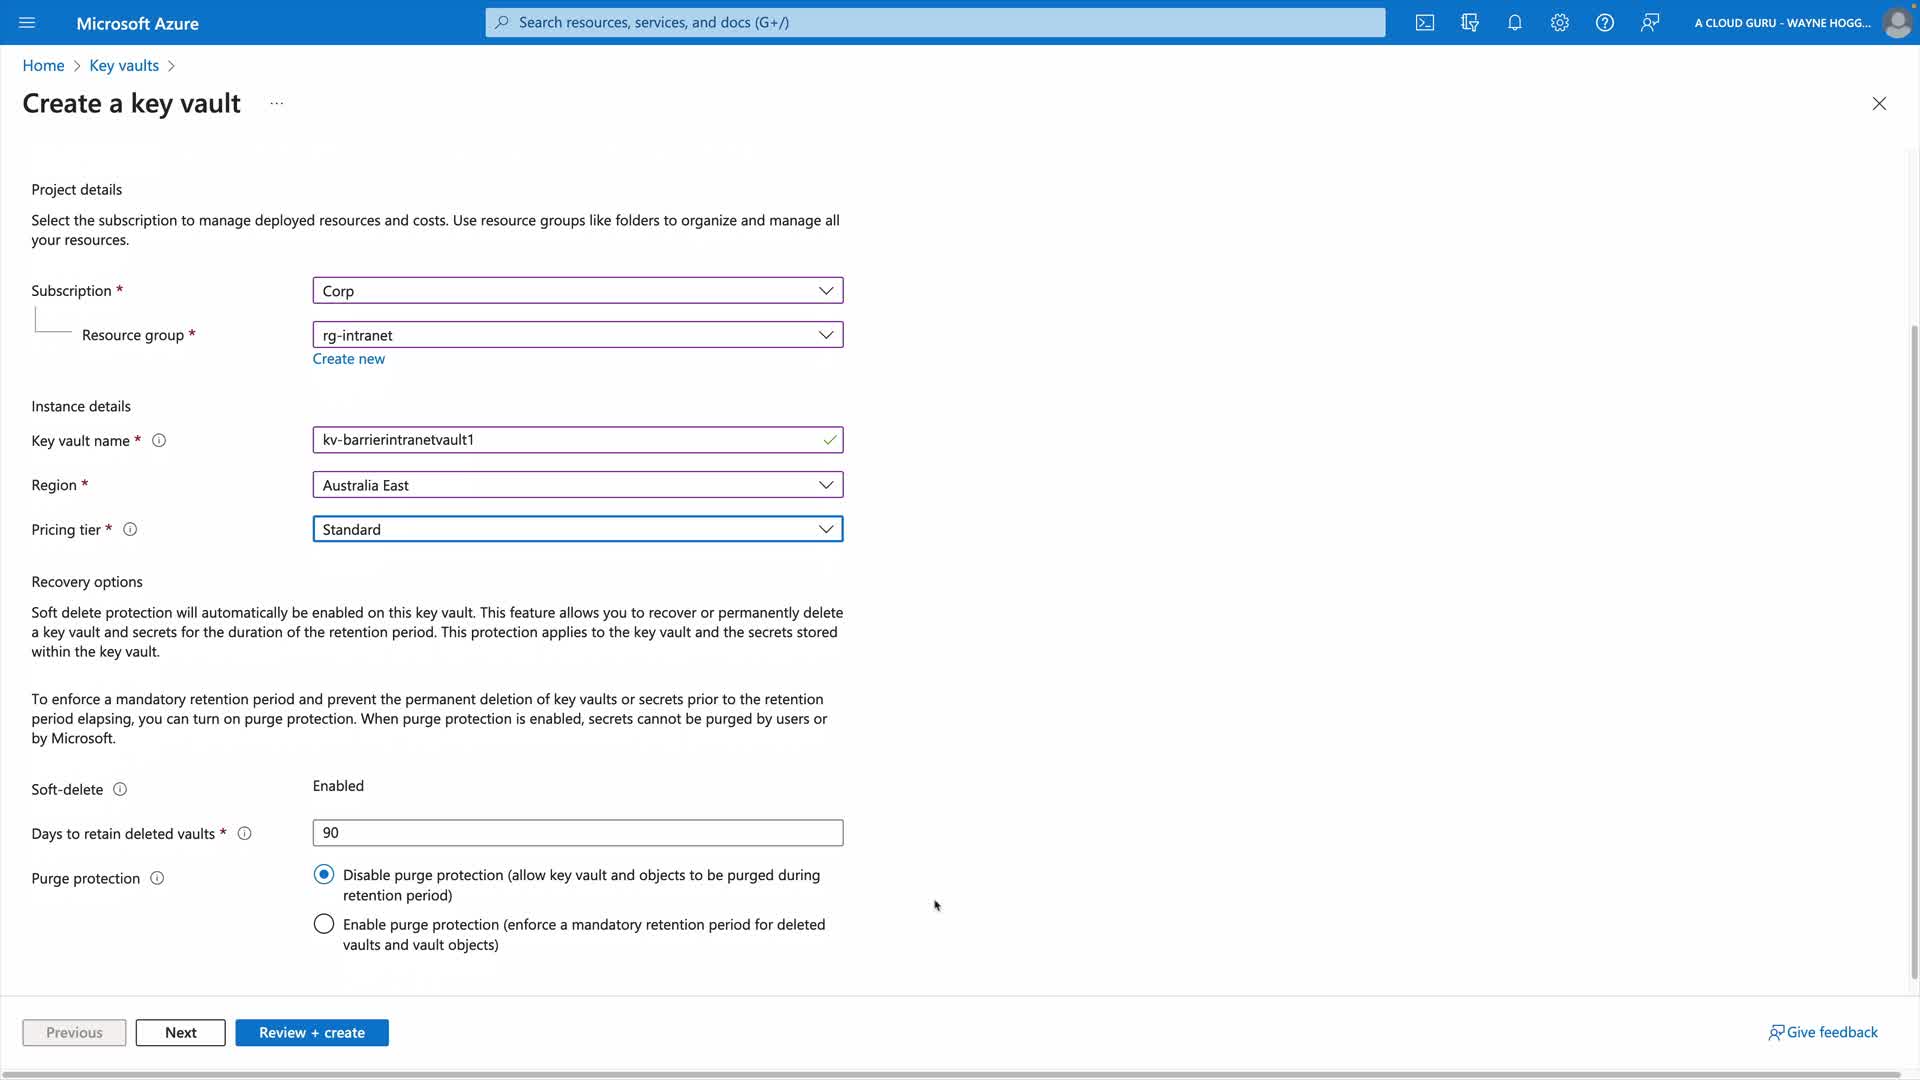 Microsoft Azure
Search resources, services, and docs (G+/)
A CLOUD GURU - WAYNE HOGG...
Home > Key vaults >
Create a key vault ...
Project details
Select the subscription to manage deployed resources and costs. Use resource groups like folders to organize and manage all
your resources.
Subscription *
Corp
Resource group *
rg-intranet
Create new
Instance details
Key vault name *
kv-barrierintranetvault1
Region *
Australia East
Pricing tier *
Standard
Recovery options
Soft delete protection will automatically be enabled on this key vault. This feature allows you to recover or permanently delete
a key vault and secrets for the duration of the retention period. This protection applies to the key vault and the secrets stored
within the key vault.
To enforce a mandatory retention period and prevent the permanent deletion of key vaults or secrets prior to the retention
period elapsing, you can turn on purge protection. When purge protection is enabled, secrets cannot be purged by users or
by Microsoft.
Soft-delete
Enabled
Days to retain deleted vaults *
90
Purge protection
Disable purge protection (allow key vault and objects to be purged during
retention period)
Enable purge protection (enforce a mandatory retention period for deleted
vaults and vault objects)
Previous
Next
Review + create
Give feedback